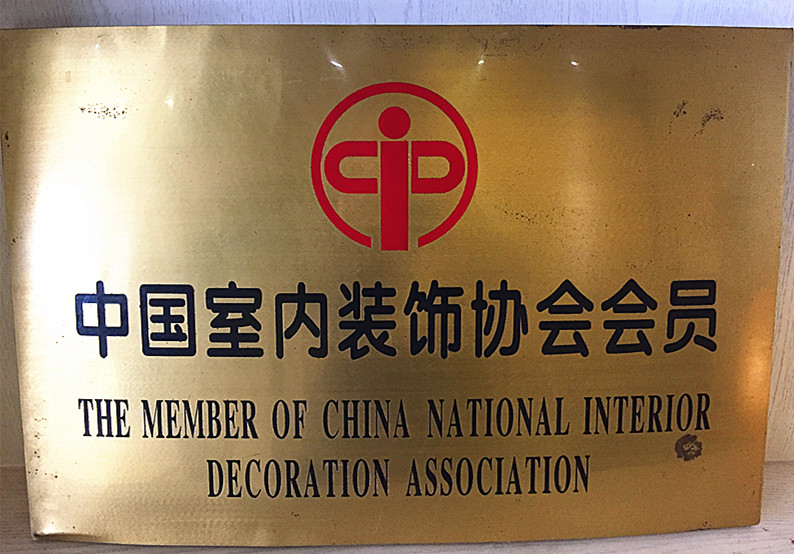 中国室内装饰协会会员
THE MEMBER OF CHINA NATIONAL INTERIOR
DECORATION ASSOCIATION